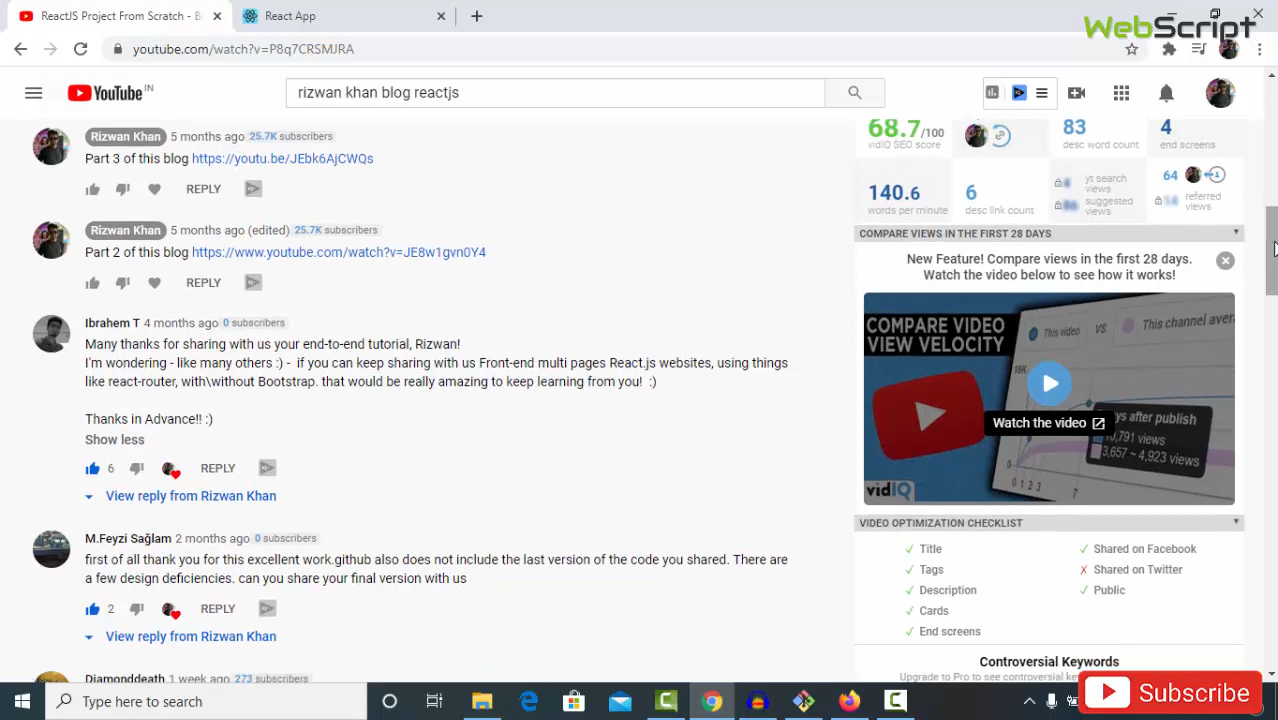 ReactJS Project From Scratch - B
React App
WebScript
youtube.com/watch?v=P8q7CRSMJRA
YouTube IN
rizwan khan blog reactjs
Rizwan Khan 5 months ago 25.7K subscribers
Part 3 of this blog https://youtu.be/JEbk6AjCWQs
REPLY
Rizwan Khan 5 months ago (edited) 25.7K subscribers
Part 2 of this blog https://www.youtube.com/watch?v=JE8w1gvn0Y4
REPLY
Ibrahem T 4 months ago 0 subscribers
Many thanks for sharing with us your end-to-end tutorial, Rizwan!
I'm wondering - like many others :) - if you can keep sharing with us Front-end multi pages React.js websites, using things
like react-router, with\without Bootstrap. that would be really amazing to keep learning from you! :)
Thanks in Advance!! :)
Show less
6 REPLY
View reply from Rizwan Khan
M.Feyzi Sağlam 2 months ago 0 subscribers
first of all thank you for this excellent work.github also does not include the last version of the code you shared. There are
a few design deficiencies. can you share your final version with us
2 REPLY
View reply from Rizwan Khan
Diamonddeath 1 week ago 273 subscribers
68.7/100
vidIQ SEO score
83
desc word count
4
end screens
140.6
words per minute
6
desc link count
yt search
views
suggested
views
64
referred
views
COMPARE VIEWS IN THE FIRST 28 DAYS
New Feature! Compare views in the first 28 days.
Watch the video below to see how it works!
COMPARE VIDEO
VIEW VELOCITY
This video VS This channel avera
18K
ys after publish
10,791 views
3,657 ~ 4,923 views
0 1 2 3 7
Watch the video
vidIQ
VIDEO OPTIMIZATION CHECKLIST
Title
Tags
Description
Cards
End screens
Shared on Facebook
Shared on Twitter
Public
Controversial Keywords
Upgrade to Pro to see controversial
Type here to search
Subscribe